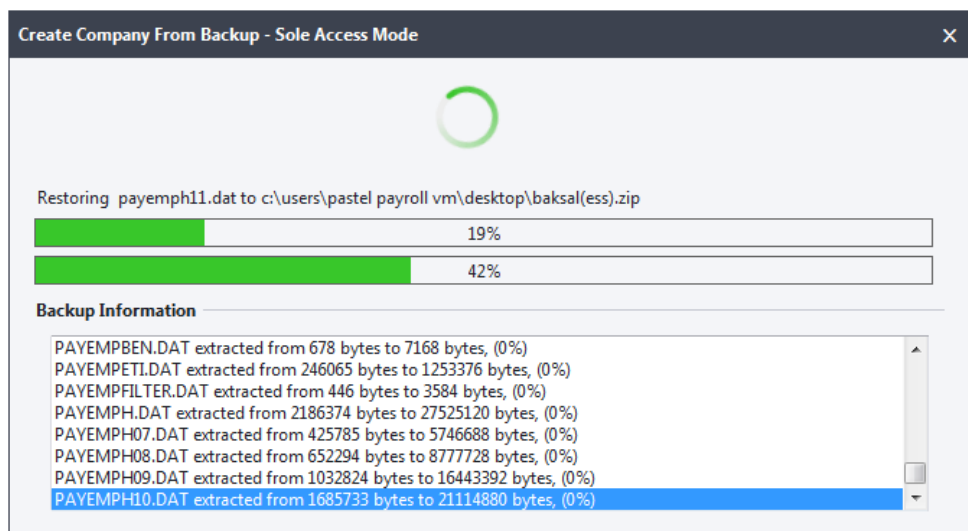 Create Company From Backup - Sole Access Mode
Restoring payemph11.dat to c:\users\pastel payroll vm\desktop\baksal(ess).zip
19%
42%
Backup Information
PAYEMPBEN.DAT extracted from 678 bytes to 7168 bytes, (0%)
PAYEMPETI.DAT extracted from 246065 bytes to 1253376 bytes, (0%)
PAYEMPFILTER.DAT extracted from 446 bytes to 3584 bytes, (0%)
PAYEMPH.DAT extracted from 2186374 bytes to 27525120 bytes, (0%)
PAYEMPH07.DAT extracted from 425785 bytes to 5746688 bytes, (0%)
PAYEMPH08.DAT extracted from 652294 bytes to 8777728 bytes, (0%)
PAYEMPH09.DAT extracted from 1032824 bytes to 16443392 bytes, (0%)
PAYEMPH10.DAT extracted from 1685733 bytes to 21114880 bytes, (0%)